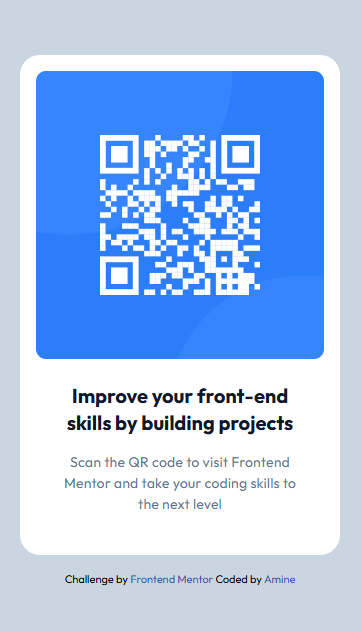 Improve your front-end
skills by building projects
Scan the QR code to visit Frontend
Mentor and take your coding skills to
the next level
Challenge by Frontend Mentor Coded by Amine